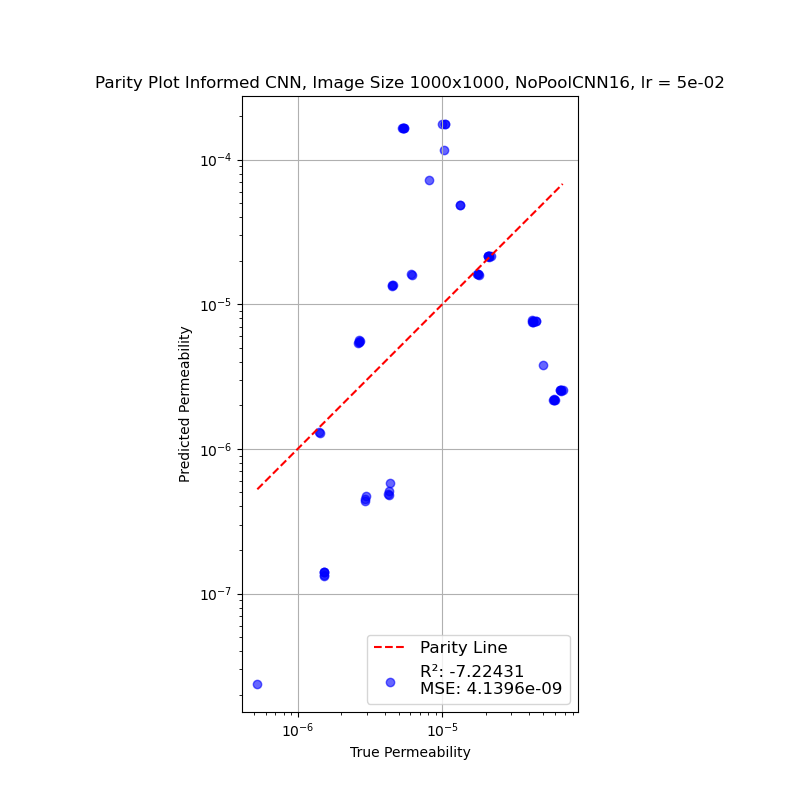 Parity Plot Informed CNN, Image Size 1000x1000, NoPoolCNN16, lr = 5e-02
Predicted Permeability
10⁻⁴
10⁻⁵
10⁻⁶
10⁻⁷
Parity Line
R²: -7.22431
MSE: 4.1396e-09
10⁻⁶ 10⁻⁵
True Permeability